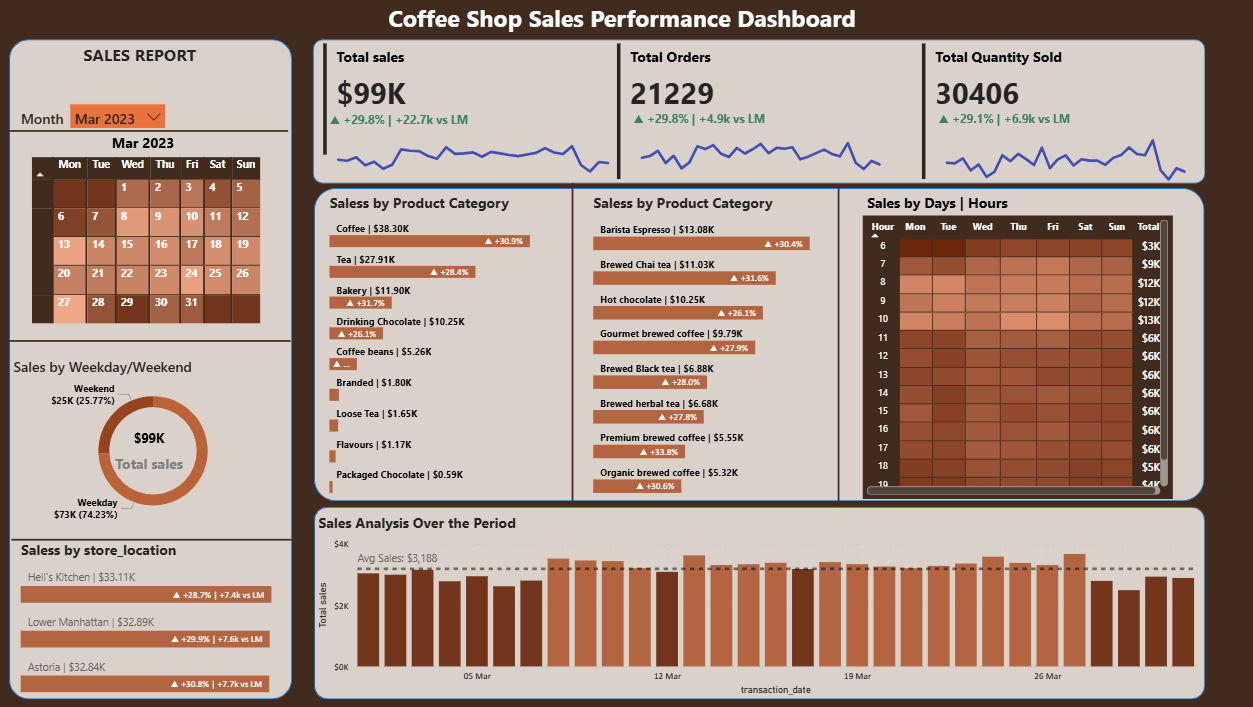 Coffee Shop Sales Performance Dashboard
SALES REPORT
Month Mar 2023
Mar 2023
Mon Tue Wed Thu Fri Sat Sun
1 2 3 4 5
6 7 8 9 10 11 12
13 14 15 16 17 18 19
20 21 22 23 24 25 26
27 28 29 30 31
Sales by Weekday/Weekend
Weekend
$25K (25.77%)
$99K
Total sales
Weekday
$73K (74.23%)
Saless by store_location
Hell's Kitchen | $33.11K
+28.7% | +7.4k vs LM
Lower Manhattan | $32.89K
+29.9% | +7.6k vs LM
Astoria | $32.84K
+30.8% | +7.7k vs LM
Total sales
$99K
+29.8% | +22.7k vs LM
Total Orders
21229
+29.8% | +4.9k vs LM
Total Quantity Sold
30406
+29.1% | +6.9k vs LM
Saless by Product Category
Coffee | $38.30K
+30.9%
Tea | $27.91K
+28.4%
Bakery | $11.90K
+31.7%
Drinking Chocolate | $10.25K
+26.1%
Coffee beans | $5.26K
...
Branded | $1.80K
Loose Tea | $1.65K
Flavours | $1.17K
Packaged Chocolate | $0.59K
Saless by Product Category
Barista Espresso | $13.08K
+30.4%
Brewed Chai tea | $11.03K
+31.6%
Hot chocolate | $10.25K
+26.1%
Gourmet brewed coffee | $9.79K
+27.9%
Brewed Black tea | $6.88K
+28.0%
Brewed herbal tea | $6.68K
+27.8%
Premium brewed coffee | $5.55K
+33.8%
Organic brewed coffee | $5.32K
+30.6%
Sales by Days | Hours
Hour Mon Tue Wed Thu Fri Sat Sun Total
6 $3K
7 $9K
8 $12K
9 $12K
10 $13K
11 $6K
12 $6K
13 $6K
14 $6K
15 $6K
16 $6K
17 $6K
18 $5K
19 $4K
Sales Analysis Over the Period
Avg Sales: $3,188
Total sales
$4K
$2K
$0K
05 Mar 12 Mar 19 Mar 26 Mar
transaction_date